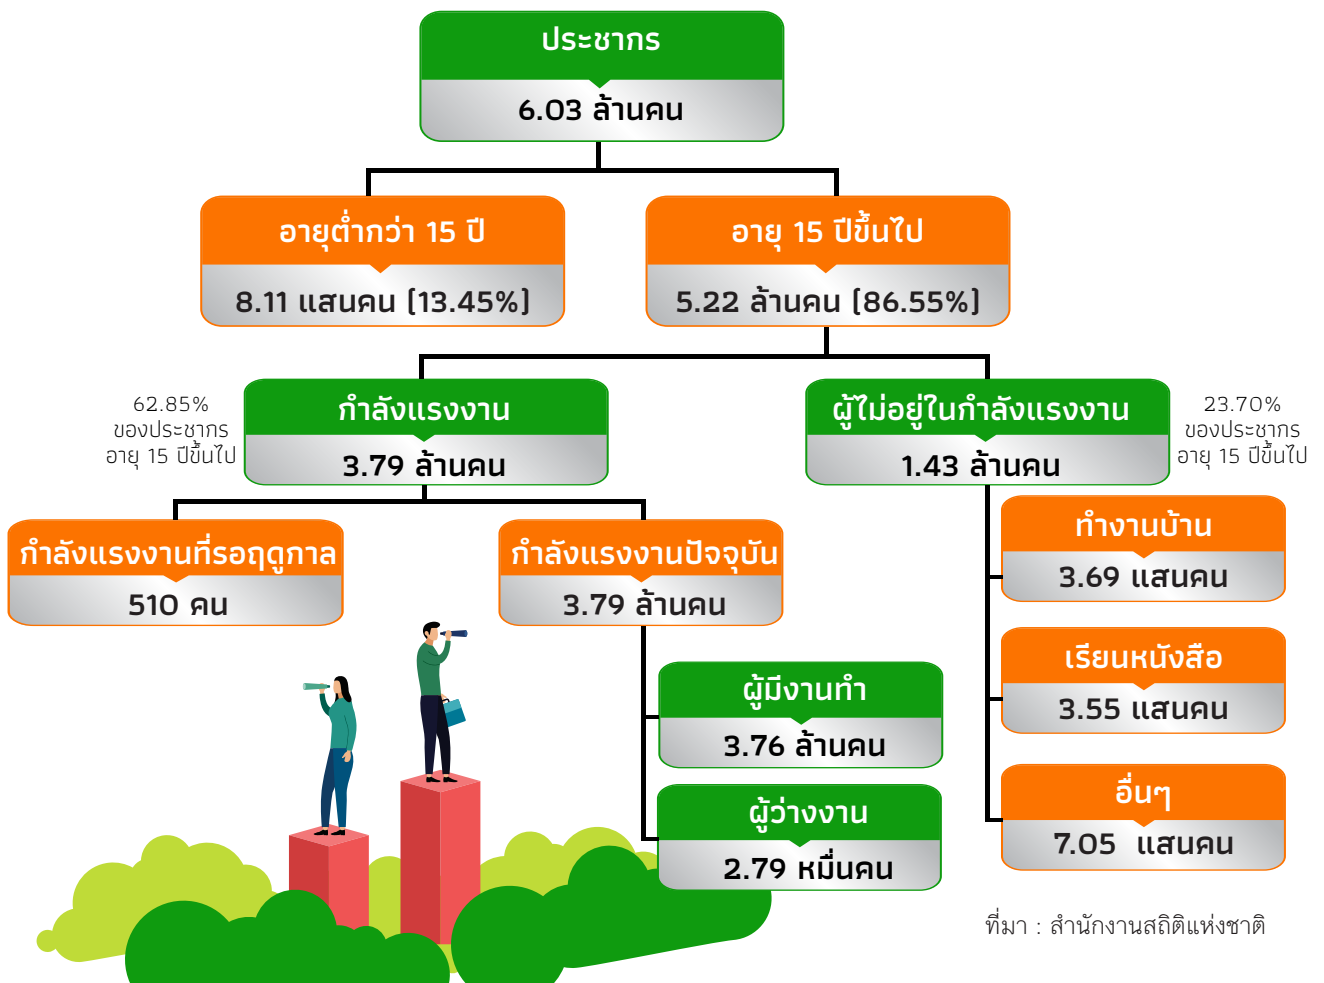 ประชากร
6.03 ล้านคน
อายุต่ำกว่า 15 ปี
8.11 แสนคน (13.45%)
อายุ 15 ปีขึ้นไป
5.22 ล้านคน (86.55%)
62.85%
ของประชากร
อายุ 15 ปีขึ้นไป
กำลังแรงงาน
3.79 ล้านคน
ผู้ไม่อยู่ในกำลังแรงงาน
1.43 ล้านคน
23.70%
ของประชากร
อายุ 15 ปีขึ้นไป
กำลังแรงงานที่รอฤดูกาล
510 คน
กำลังแรงงานปัจจุบัน
3.79 ล้านคน
ทำงานบ้าน
3.69 แสนคน
เรียนหนังสือ
3.55 แสนคน
ผู้มีงานทำ
3.76 ล้านคน
อื่นๆ
7.05 แสนคน
ผู้ว่างงาน
2.79 หมื่นคน
ที่มา : สำนักงานสถิติแห่งชาติ